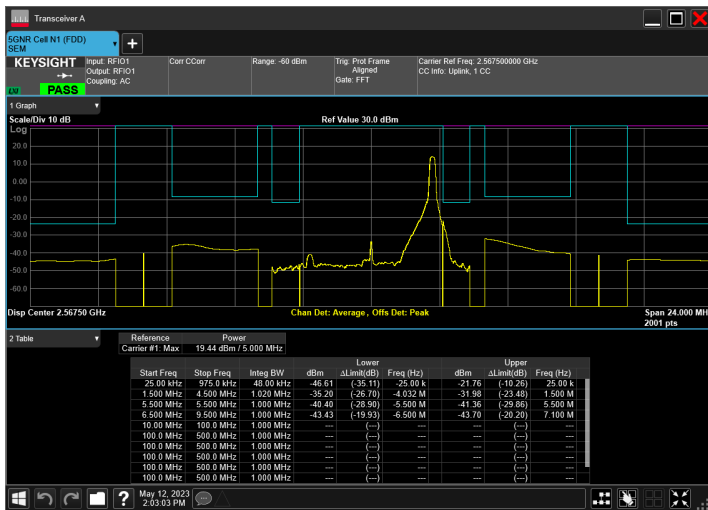 Transceiver A
5GNR Cell N1 (FDD)
SEM
KEYSIGHT
PASS
Input: RFIO1
Output: RFIO1
Coupling: AC
Corr CCorr
Range: -60 dBm
Trig: Prot Frame
Aligned
Gate: FFT
Carrier Ref Freq: 2.567500000 GHz
CC Info: Uplink, 1 CC
1 Graph
Scale/Div 10 dB
Ref Value 30.0 dBm
Log
20.0
10.0
0.00
-10.0
-20.0
-30.0
-40.0
-50.0
-60.0
Disp Center 2.56750 GHz
Chan Det: Average, Offs Det: Peak
Span 24.000 MH
2001 pts
2 Table
Reference Power
Carrier #1: Max 19.44 dBm / 5.000 MHz
Lower Upper
Start Freq Stop Freq Integ BW dBm ΔLimit(dB) Freq (Hz) dBm ΔLimit(dB) Freq (Hz)
25.00 kHz 975.0 kHz 48.00 kHz -46.61 (-35.11) -25.00 k -21.76 (-10.26) 25.00 k
1.500 MHz 4.500 MHz 1.020 MHz -35.20 (-26.70) -4.032 M -31.98 (-23.48) 1.500 M
5.500 MHz 5.500 MHz 1.000 MHz -40.40 (-28.90) -5.500 M -41.36 (-29.86) 5.500 M
6.500 MHz 9.500 MHz 1.000 MHz -43.43 (-19.93) -6.500 M -43.70 (-20.20) 7.100 M
10.00 MHz 100.0 MHz 1.000 MHz --- (---) --- --- (---) ---
100.0 MHz 500.0 MHz 1.000 MHz --- (---) --- --- (---) ---
100.0 MHz 500.0 MHz 1.000 MHz --- (---) --- --- (---) ---
100.0 MHz 500.0 MHz 1.000 MHz --- (---) --- --- (---) ---
100.0 MHz 500.0 MHz 1.000 MHz --- (---) --- --- (---) ---
100.0 MHz 500.0 MHz 1.000 MHz --- (---) --- --- (---) ---
May 12, 2023
2:03:03 PM